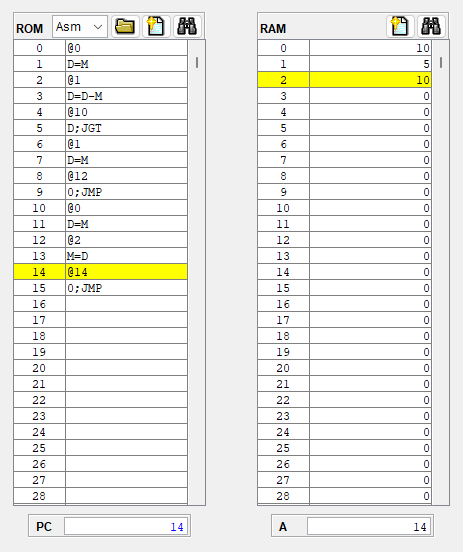 ROM Asm RAM
0 @0 0 10
1 D=M 1 5
2 @1 2 10
3 D=D-M 3 0
4 @10 4 0
5 D;JGT 5 0
6 @1 6 0
7 D=M 7 0
8 @12 8 0
9 0;JMP 9 0
10 @0 10 0
11 D=M 11 0
12 @2 12 0
13 M=D 13 0
14 @14 14 0
15 0;JMP 15 0
16 16 0
17 17 0
18 18 0
19 19 0
20 20 0
21 21 0
22 22 0
23 23 0
24 24 0
25 25 0
26 26 0
27 27 0
28 28 0
PC 14 A 14